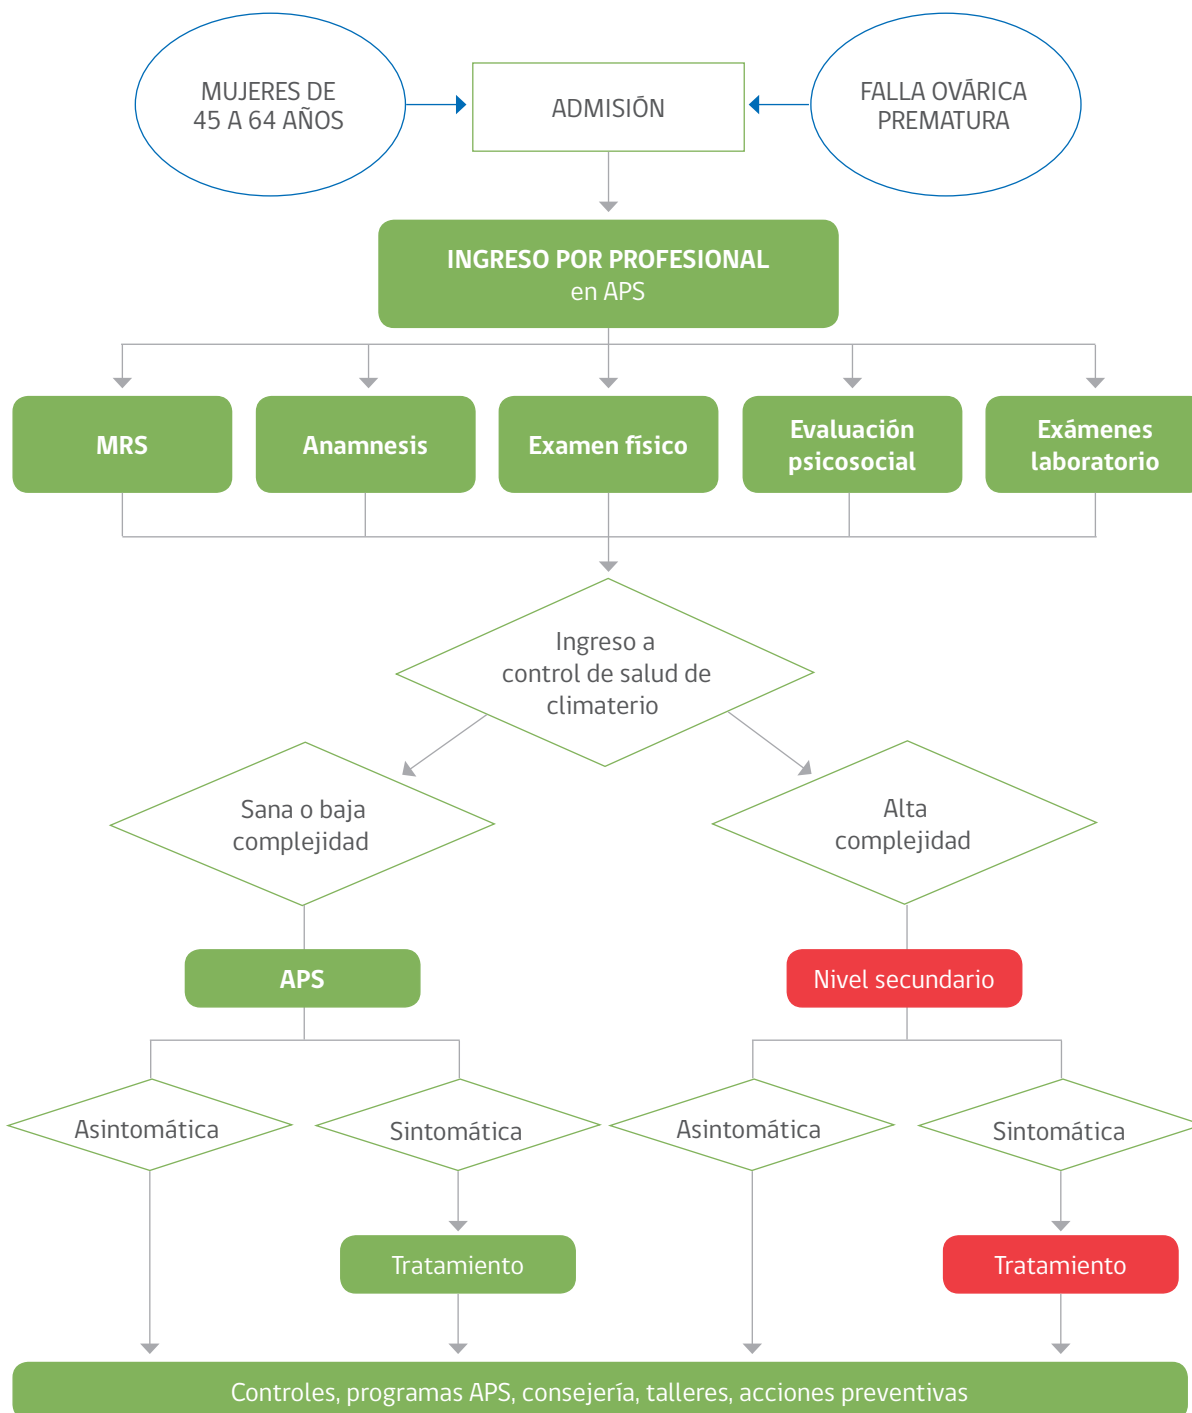 MUJERES DE
45 A 64 AÑOS
ADMISIÓN
FALLA OVÁRICA
PREMATURA
INGRESO POR PROFESIONAL
en APS
MRS
Anamnesis
Examen físico
Evaluación
psicosocial
Exámenes
laboratorio
Ingreso a
control de salud de
climaterio
Sana o baja
complejidad
Alta
complejidad
APS
Nivel secundario
Asintomática
Sintomática
Asintomática
Sintomática
Tratamiento
Tratamiento
Controles, programas APS, consejería, talleres, acciones preventivas